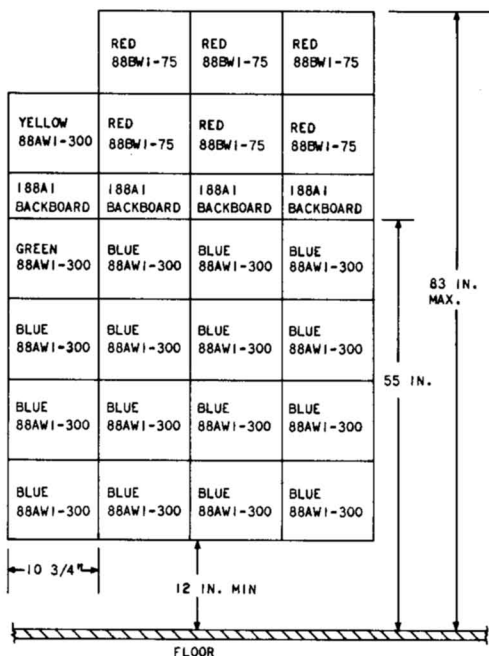 RED RED RED
88BW1-75 88BW1-75 88BW1-75
YELLOW RED RED RED
88AW1-300 88BW1-75 88BW1-75 88BW1-75
188A1 188A1 188A1 188A1
BACKBOARD BACKBOARD BACKBOARD BACKBOARD
GREEN BLUE BLUE BLUE
88AW1-300 88AW1-300 88AW1-300 88AW1-300
83 IN.
MAX.
BLUE BLUE BLUE BLUE
88AW1-300 88AW1-300 88AW1-300 88AW1-300
55 IN.
BLUE BLUE BLUE BLUE
88AW1-300 88AW1-300 88AW1-300 88AW1-300
BLUE BLUE BLUE BLUE
88AW1-300 88AW1-300 88AW1-300 88AW1-300
10 3/4"
12 IN. MIN
FLOOR